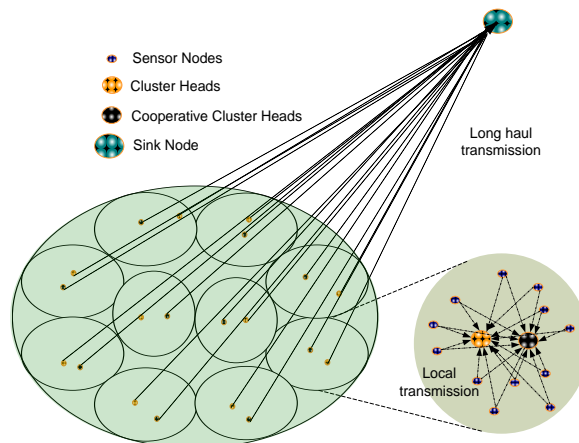 Sensor Nodes
Cluster Heads
Cooperative Cluster Heads
Sink Node
Long haul
transmission
Local
transmission